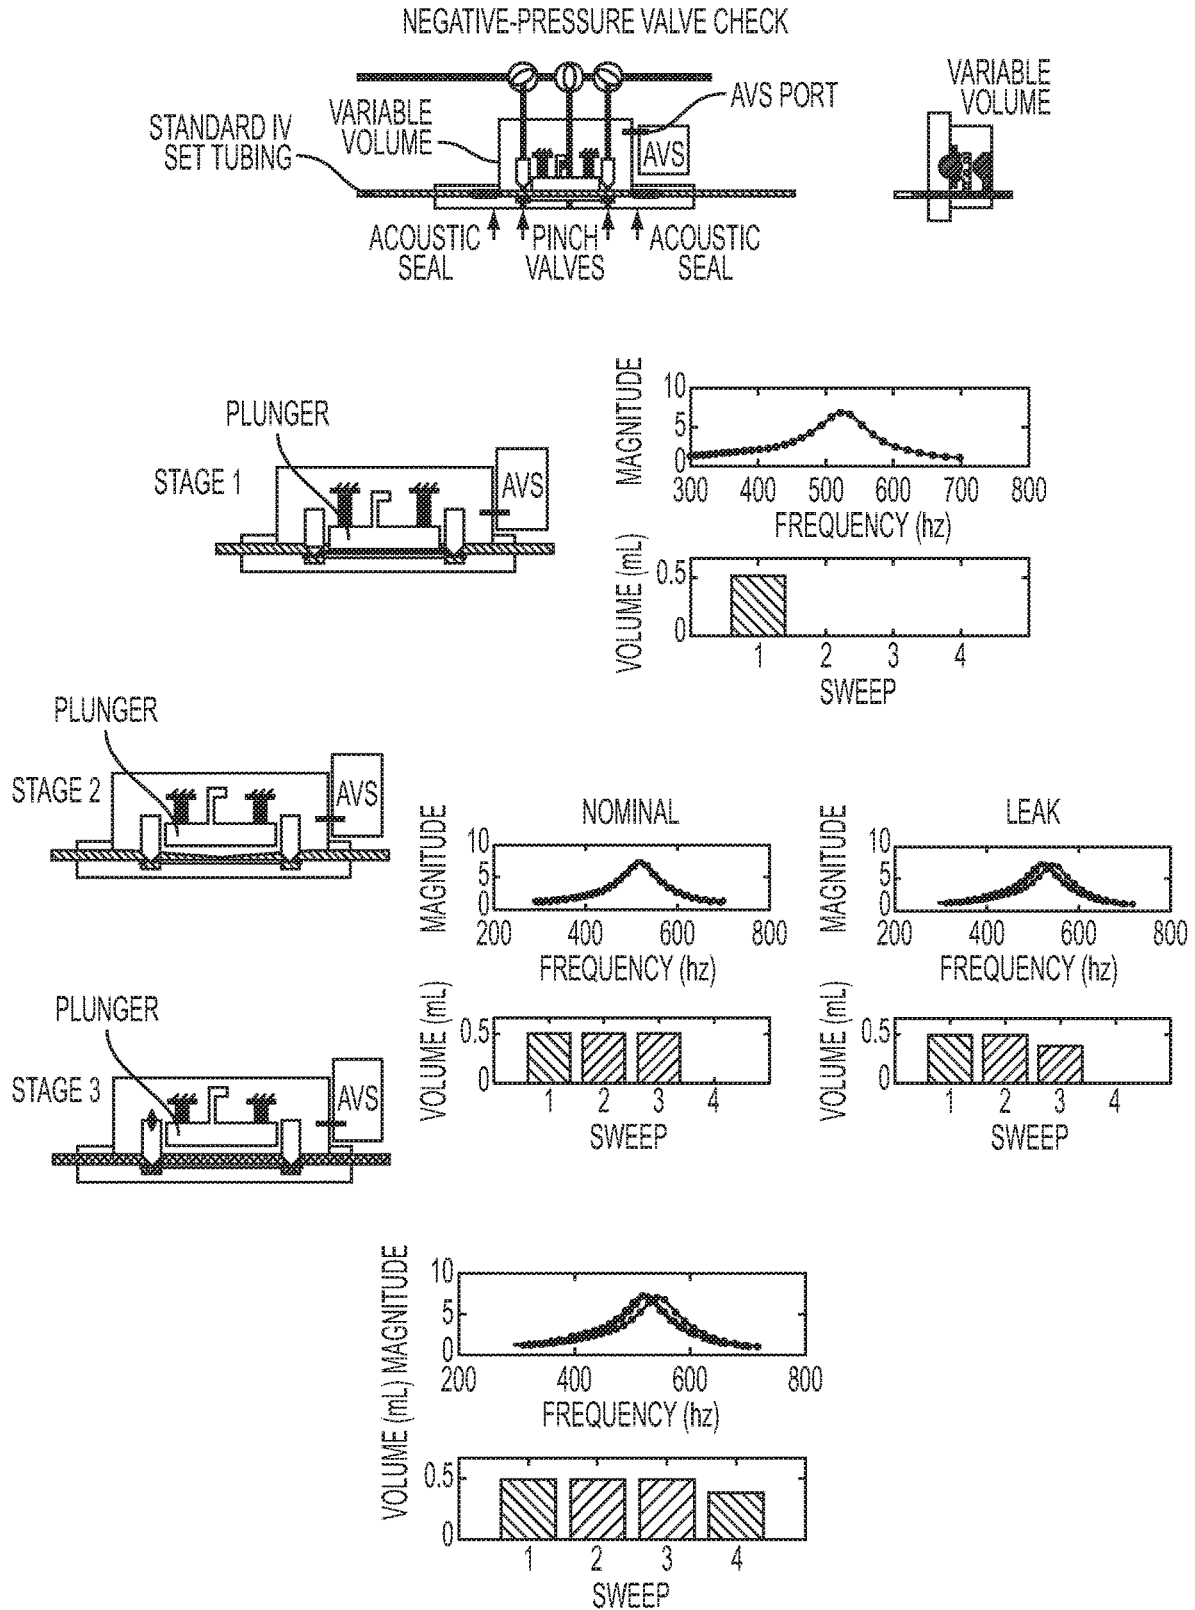 NEGATIVE-PRESSURE VALVE CHECK
STANDARD IV
SET TUBING
VARIABLE
VOLUME
AVS PORT
AVS
VARIABLE
VOLUME
ACOUSTIC
SEAL
PINCH
VALVES
ACOUSTIC
SEAL
PLUNGER
STAGE 1
AVS
MAGNITUDE
10
5
0
300 400 500 600 700 800
FREQUENCY (hz)
VOLUME (mL)
0.5
0
1 2 3 4
SWEEP
PLUNGER
STAGE 2
AVS
NOMINAL
MAGNITUDE
10
5
0
200 400 600 800
FREQUENCY (hz)
VOLUME (mL)
0.5
0
1 2 3 4
SWEEP
LEAK
MAGNITUDE
10
5
0
200 400 600 800
FREQUENCY (hz)
VOLUME (mL)
0.5
0
1 2 3 4
SWEEP
PLUNGER
STAGE 3
AVS
VOLUME (mL) MAGNITUDE
10
5
0
200 400 600 800
FREQUENCY (hz)
0.5
0
1 2 3 4
SWEEP